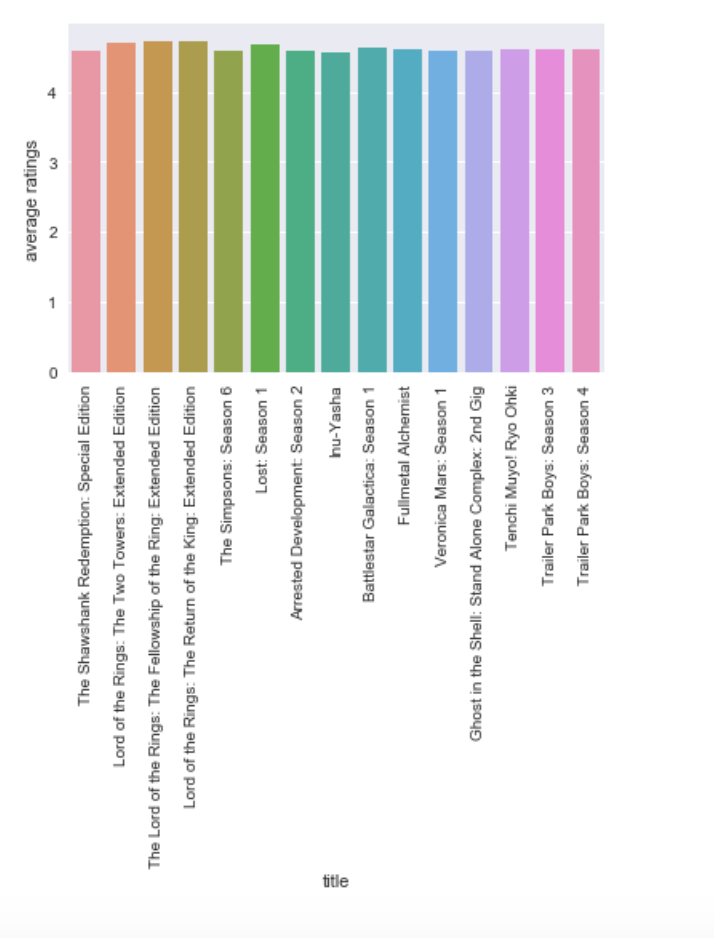 average ratings
4
3
2
1
0
The Shawshank Redemption: Special Edition
Lord of the Rings: The Two Towers: Extended Edition
The Lord of the Rings: The Fellowship of the Ring: Extended Edition
Lord of the Rings: The Return of the King: Extended Edition
The Simpsons: Season 6
Lost: Season 1
Arrested Development: Season 2
Inu-Yasha
Battlestar Galactica: Season 1
Fullmetal Alchemist
Veronica Mars: Season 1
Ghost in the Shell: Stand Alone Complex: 2nd Gig
Tenchi Muyo! Ryo Ohki
Trailer Park Boys: Season 3
Trailer Park Boys: Season 4
title